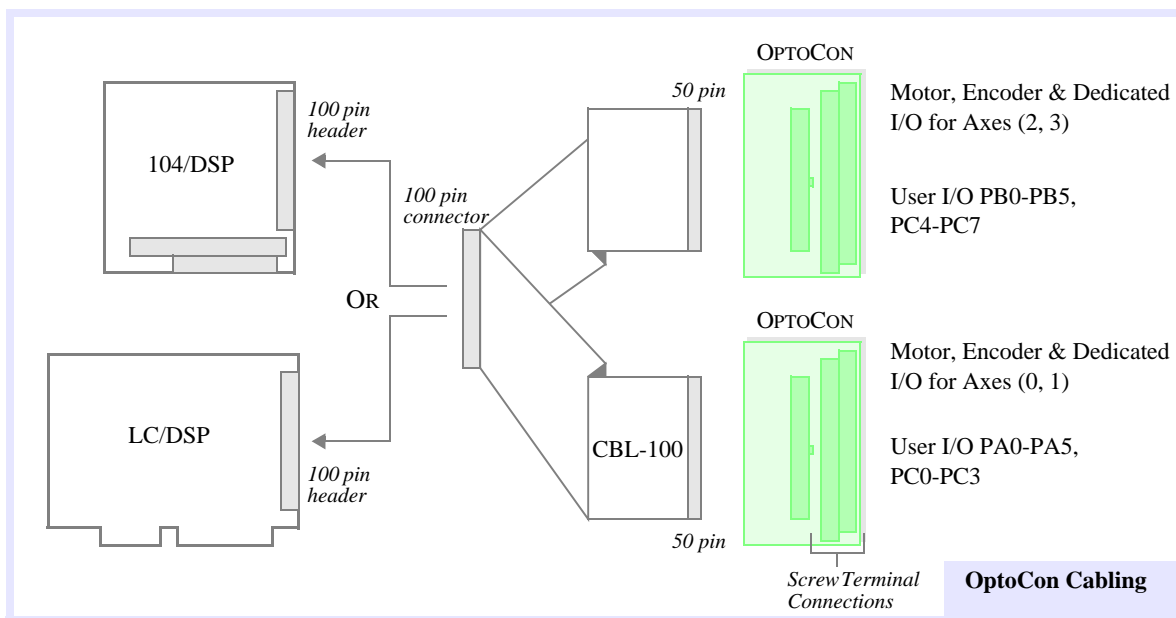 OPTOCON
50 pin
Motor, Encoder & Dedicated
I/O for Axes (2, 3)
100 pin
header
104/DSP
User I/O PB0-PB5,
PC4-PC7
100 pin
connector
OR
OPTOCON
Motor, Encoder & Dedicated
I/O for Axes (0, 1)
LC/DSP
CBL-100
User I/O PA0-PA5,
PC0-PC3
100 pin
header
50 pin
Screw Terminal
Connections
OptoCon Cabling